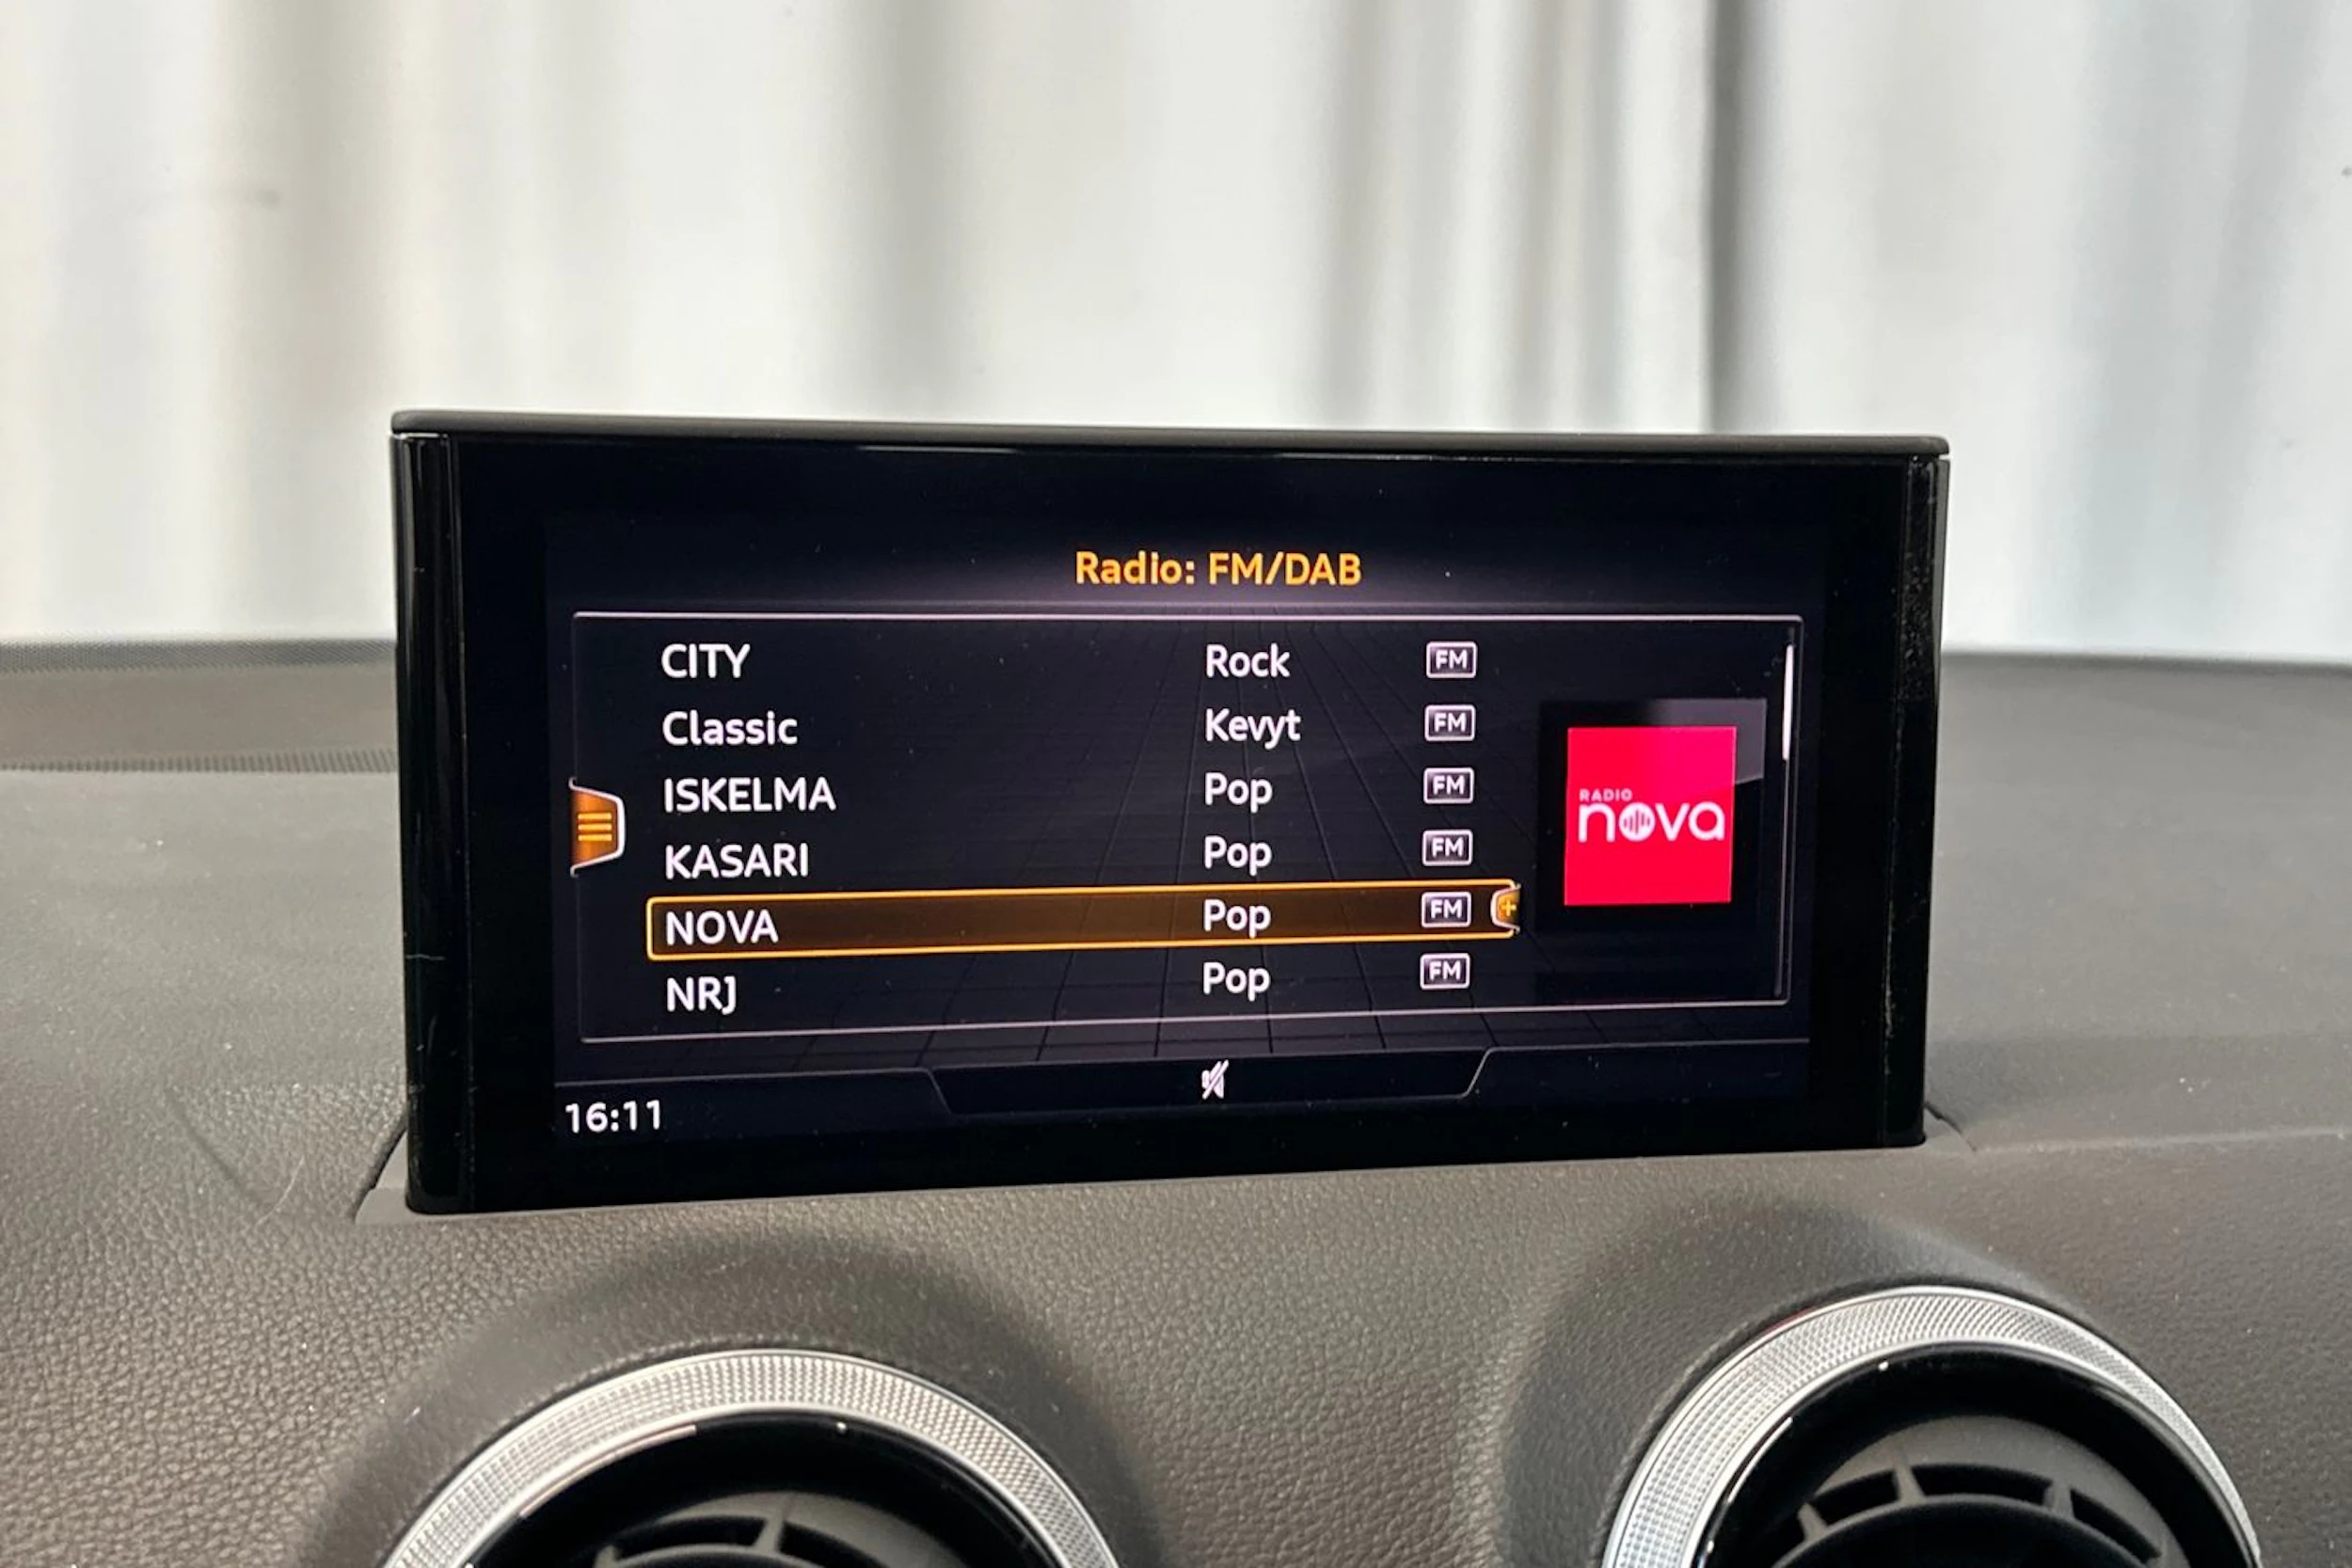 Radio: FM/DAB
CITY Rock FM
Classic Kevyt FM
ISKELMA Pop FM
KASARI Pop FM
NOVA Pop FM
NRJ Pop FM
RADIO
nova
16:11